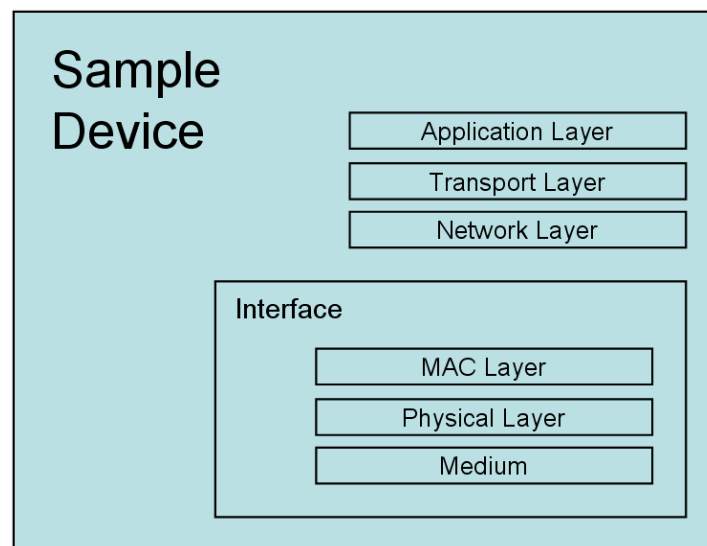 Sample
Device
Application Layer
Transport Layer
Network Layer
Interface
MAC Layer
Physical Layer
Medium